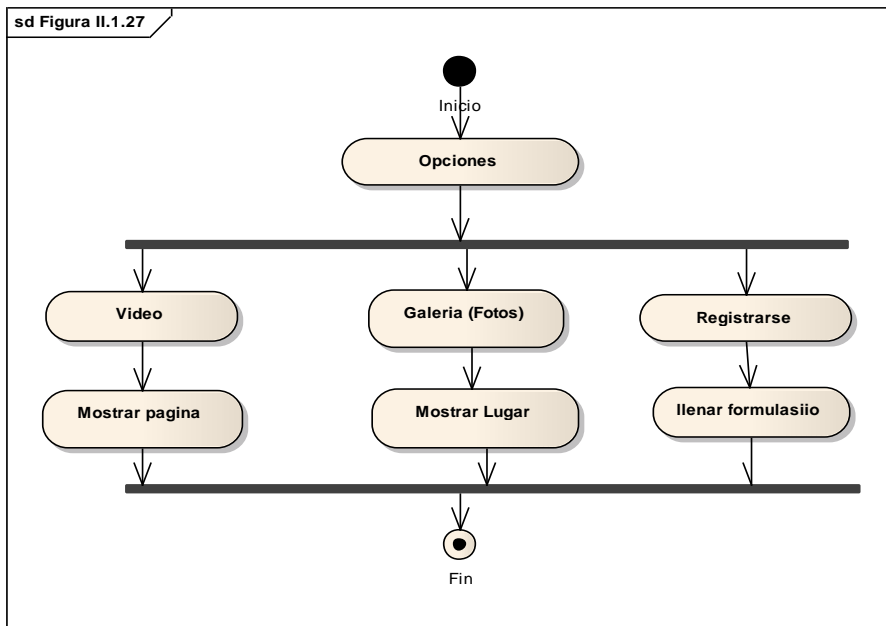 sd Figura II.1.27
Inicio
Opciones
Video
Galeria (Fotos)
Registrarse
Mostrar pagina
Mostrar Lugar
llenar formulasiio
Fin